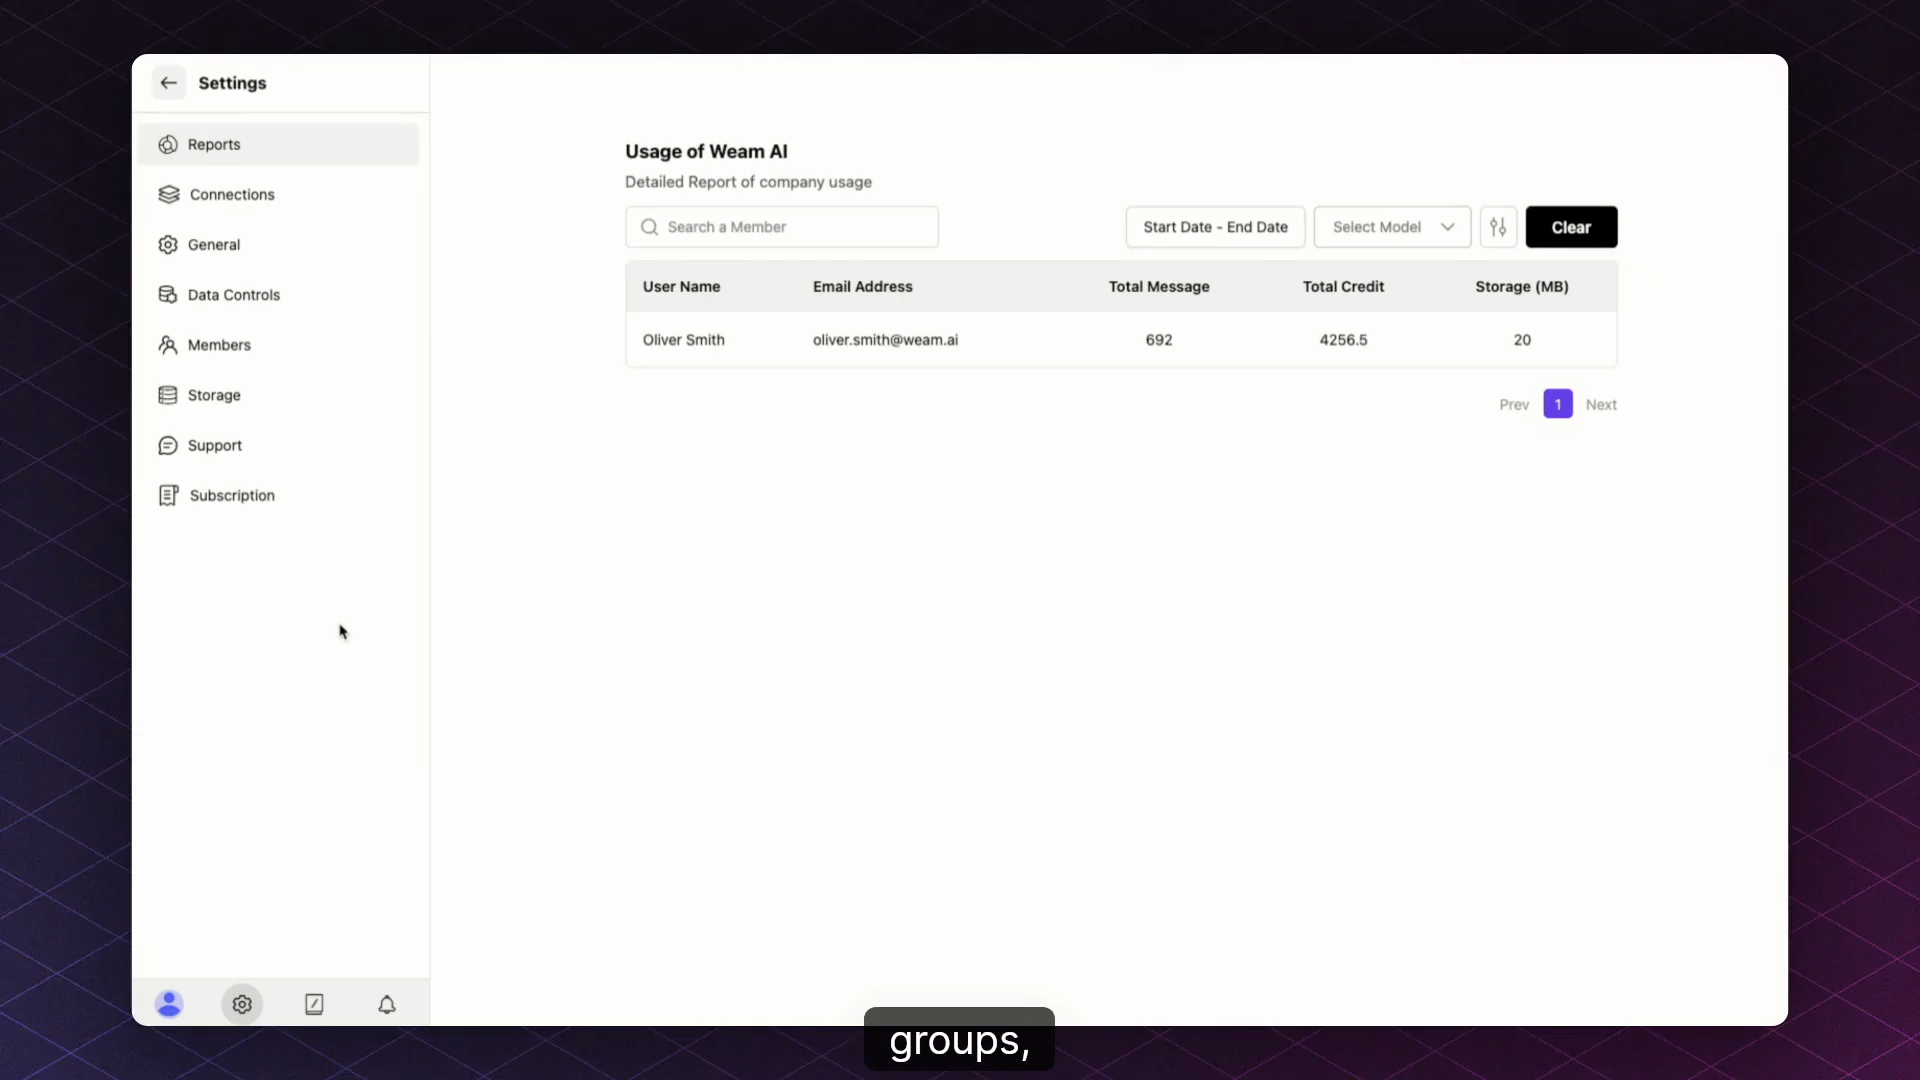 Settings
Reports
Connections
General
Data Controls
Members
Storage
Support
Subscription
Usage of Weam AI
Detailed Report of company usage
Search a Member
Start Date - End Date
Select Model
Clear
User Name Email Address Total Message Total Credit Storage (MB)
Oliver Smith oliver.smith@weam.ai 692 4256.5 20
Prev 1 Next
groups,